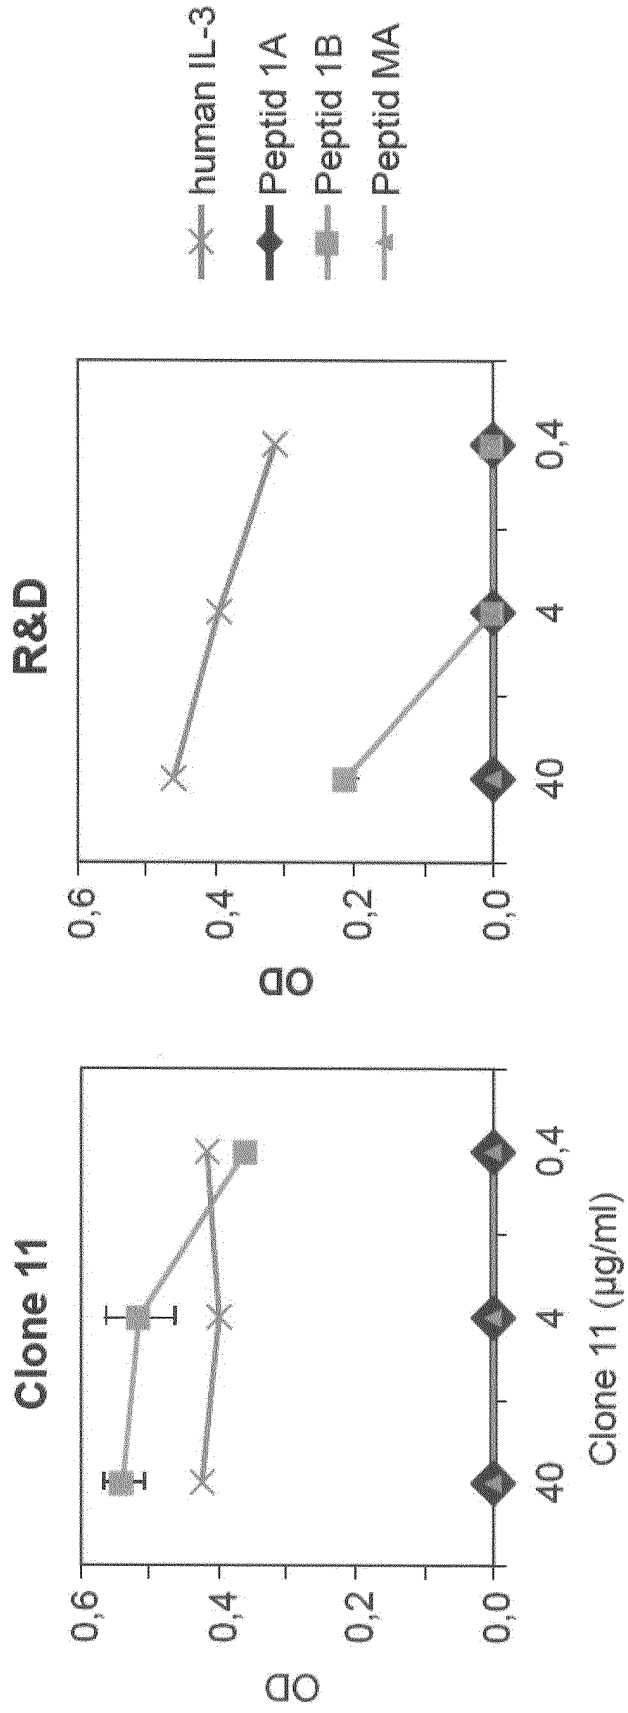 Clone 11
OD
0,6
0,4
0,2
0,0
40
4
0,4
Clone 11 (µg/ml)
R&D
OD
0,6
0,4
0,2
0,0
40
4
0,4
human IL-3
Peptid 1A
Peptid 1B
Peptid MA